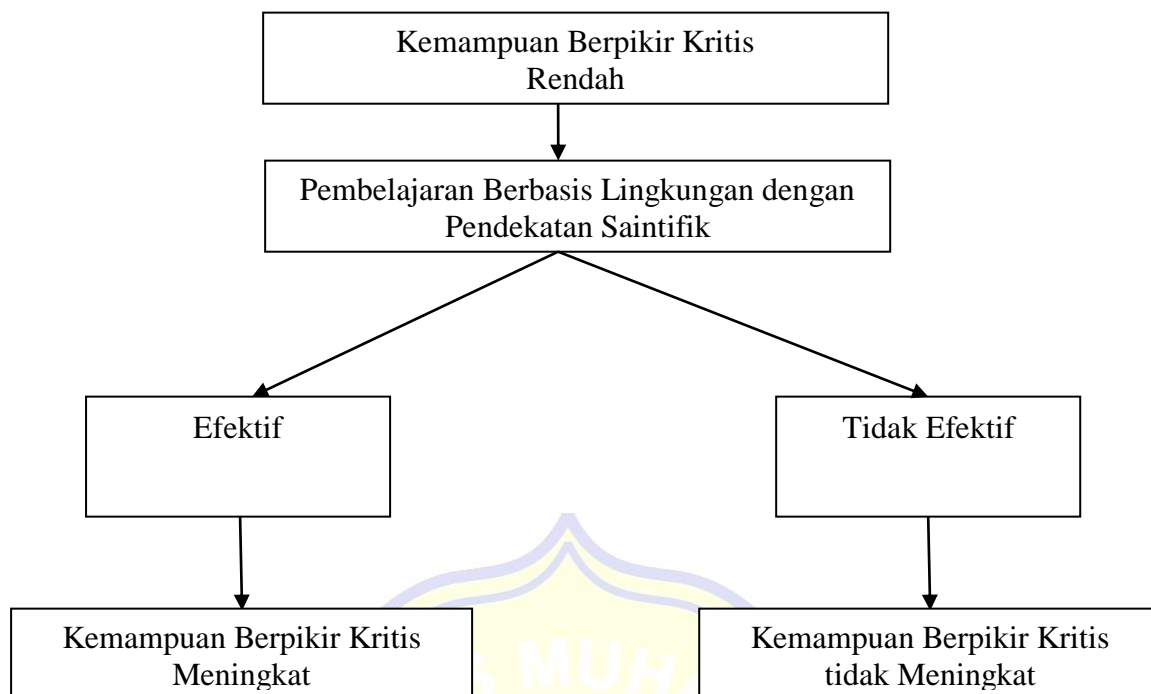 Kemampuan Berpikir Kritis
Rendah
Pembelajaran Berbasis Lingkungan dengan
Pendekatan Saintifik
Efektif
Tidak Efektif
Kemampuan Berpikir Kritis
Meningkat
Kemampuan Berpikir Kritis
tidak Meningkat